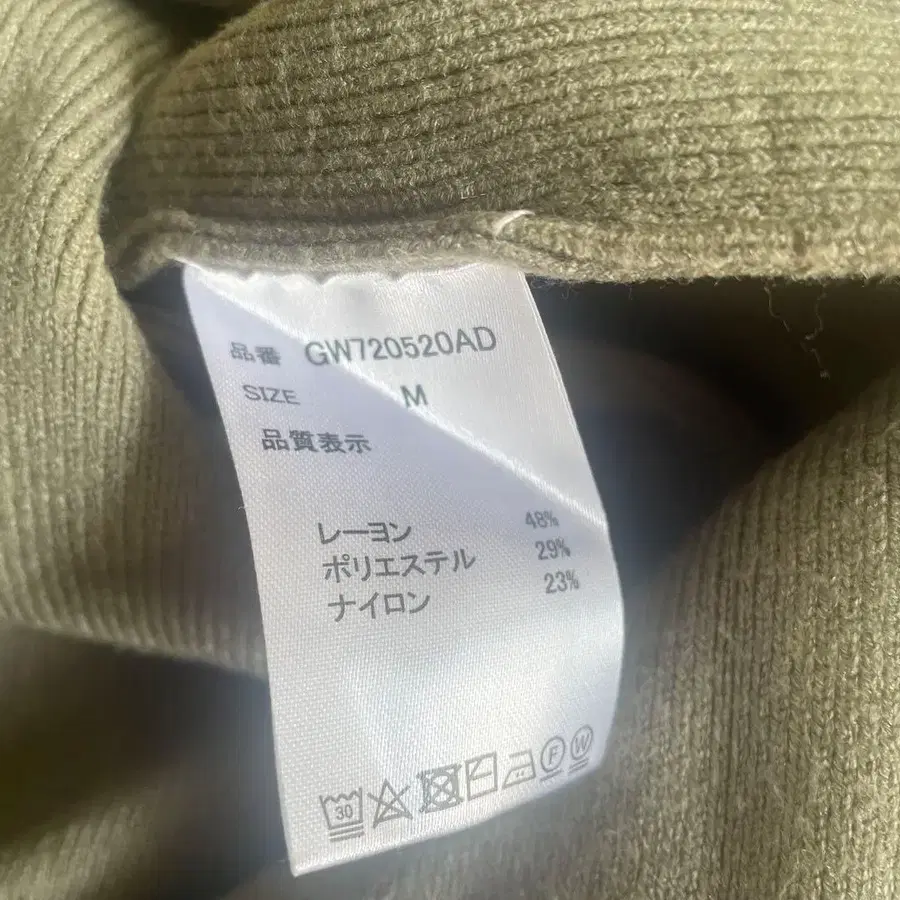 品番 GW720520AD
SIZE M
品質表示
レーヨン 48%
ポリエステル 29%
ナイロン 23%
30 F W